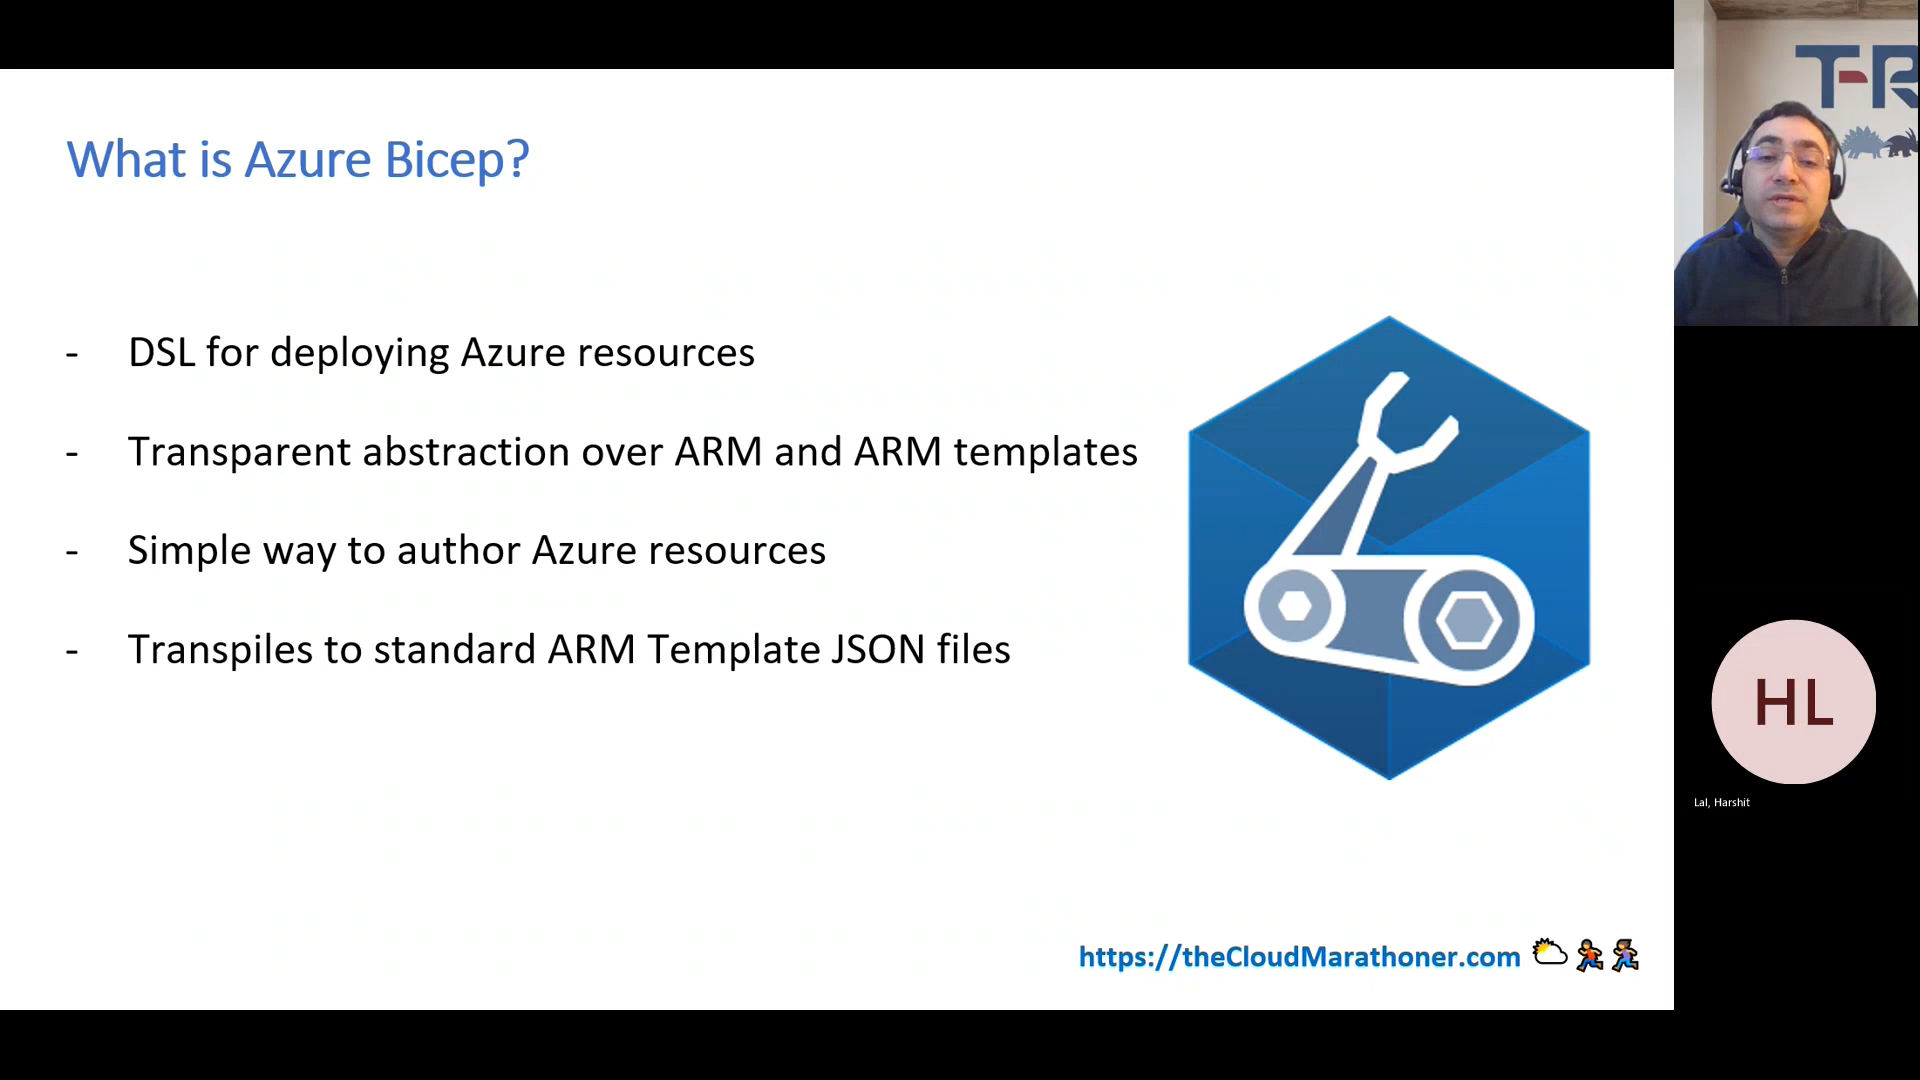 What is Azure Bicep?
- DSL for deploying Azure resources
- Transparent abstraction over ARM and ARM templates
- Simple way to author Azure resources
- Transpiles to standard ARM Template JSON files
https://theCloudMarathoner.com
HL
Lal, Harshit